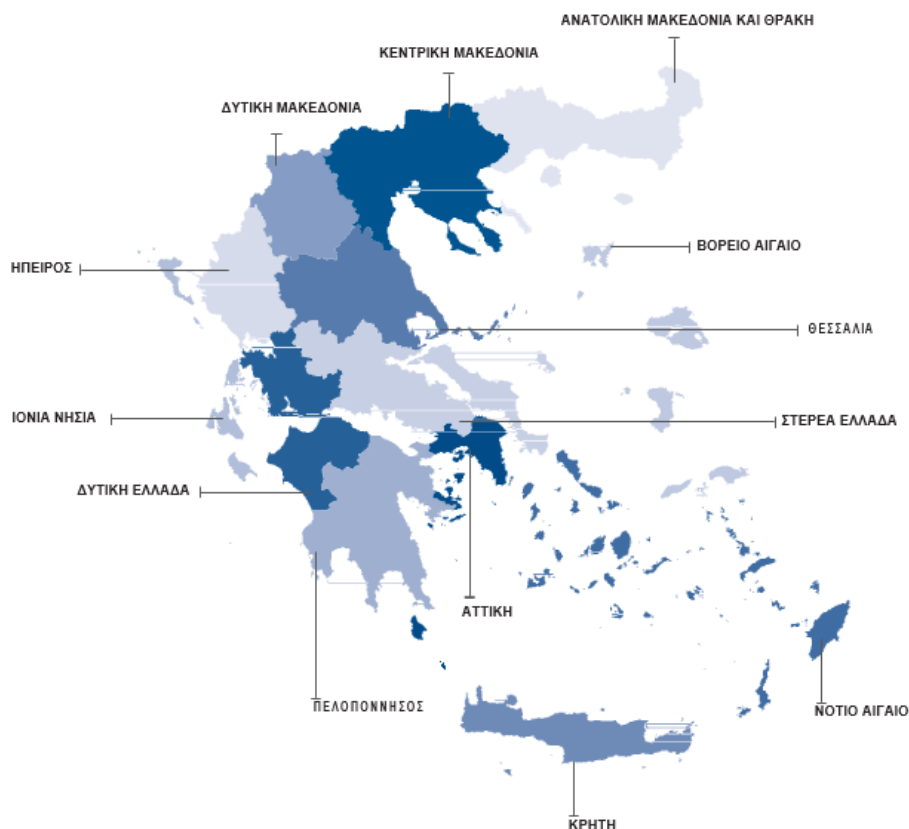 ΑΝΑΤΟΛΙΚΗ ΜΑΚΕΔΟΝΙΑ ΚΑΙ ΘΡΑΚΗ
ΚΕΝΤΡΙΚΗ ΜΑΚΕΔΟΝΙΑ
ΔΥΤΙΚΗ ΜΑΚΕΔΟΝΙΑ
ΒΟΡΕΙΟ ΑΙΓΑΙΟ
ΗΠΕΙΡΟΣ
ΘΕΣΣΑΛΙΑ
ΙΟΝΙΑ ΝΗΣΙΑ
ΣΤΕΡΕΑ ΕΛΛΑΔΑ
ΔΥΤΙΚΗ ΕΛΛΑΔΑ
ΑΤΤΙΚΗ
ΠΕΛΟΠΟΝΝΗΣΟΣ
ΝΟΤΙΟ ΑΙΓΑΙΟ
ΚΡΗΤΗ